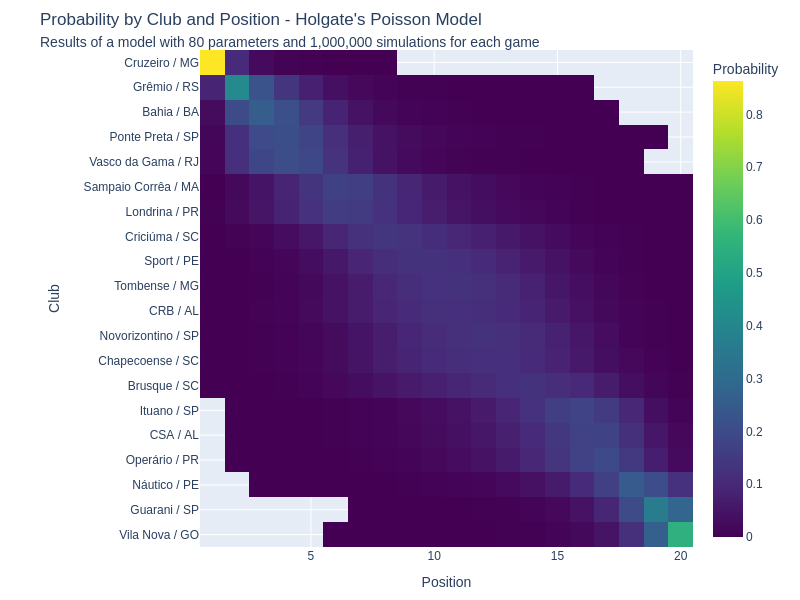 Probability by Club and Position - Holgate's Poisson Model
Results of a model with 80 parameters and 1,000,000 simulations for each game
Probability
Cruzeiro / MG
Grêmio / RS
Bahia / BA
Ponte Preta / SP
Vasco da Gama / RJ
Sampaio Corrêa / MA
Londrina / PR
Criciúma / SC
Sport / PE
Tombense / MG
CRB / AL
Novorizontino / SP
Chapecoense / SC
Brusque / SC
Ituano / SP
CSA / AL
Operário / PR
Náutico / PE
Guarani / SP
Vila Nova / GO
Club
5
10
15
20
Position
0.8
0.7
0.6
0.5
0.4
0.3
0.2
0.1
0